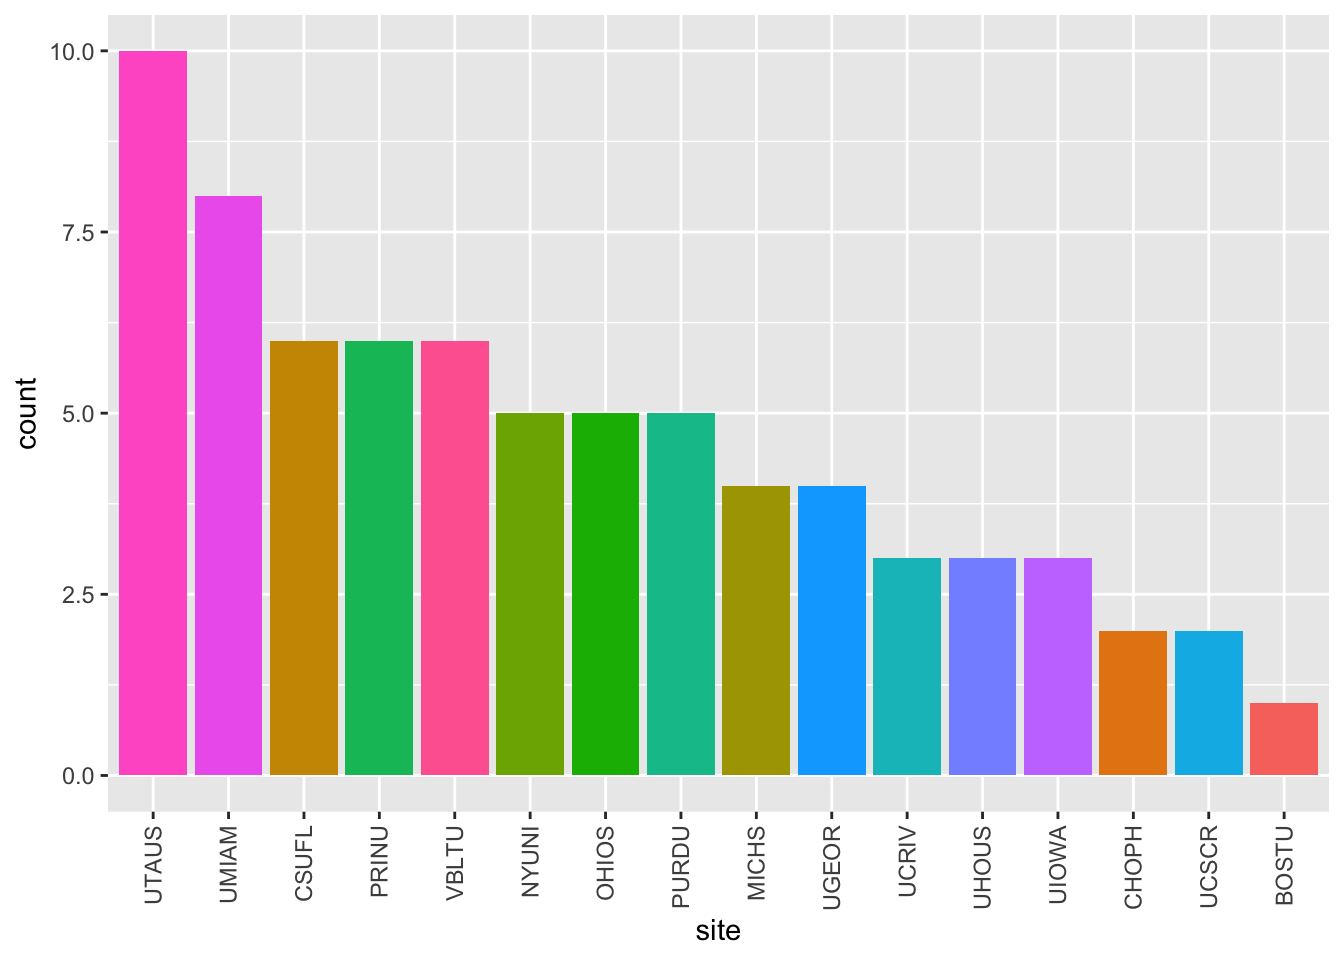 10.0
7.5
5.0
2.5
0.0
count
UTAUS
UMIAM
CSUFL
PRINU
VBLTU
NYUNI
OHIOS
PURDU
MICHS
UGEOR
UCRIV
UHOUS
UIOWA
CHOPH
UCSCR
BOSTU
site